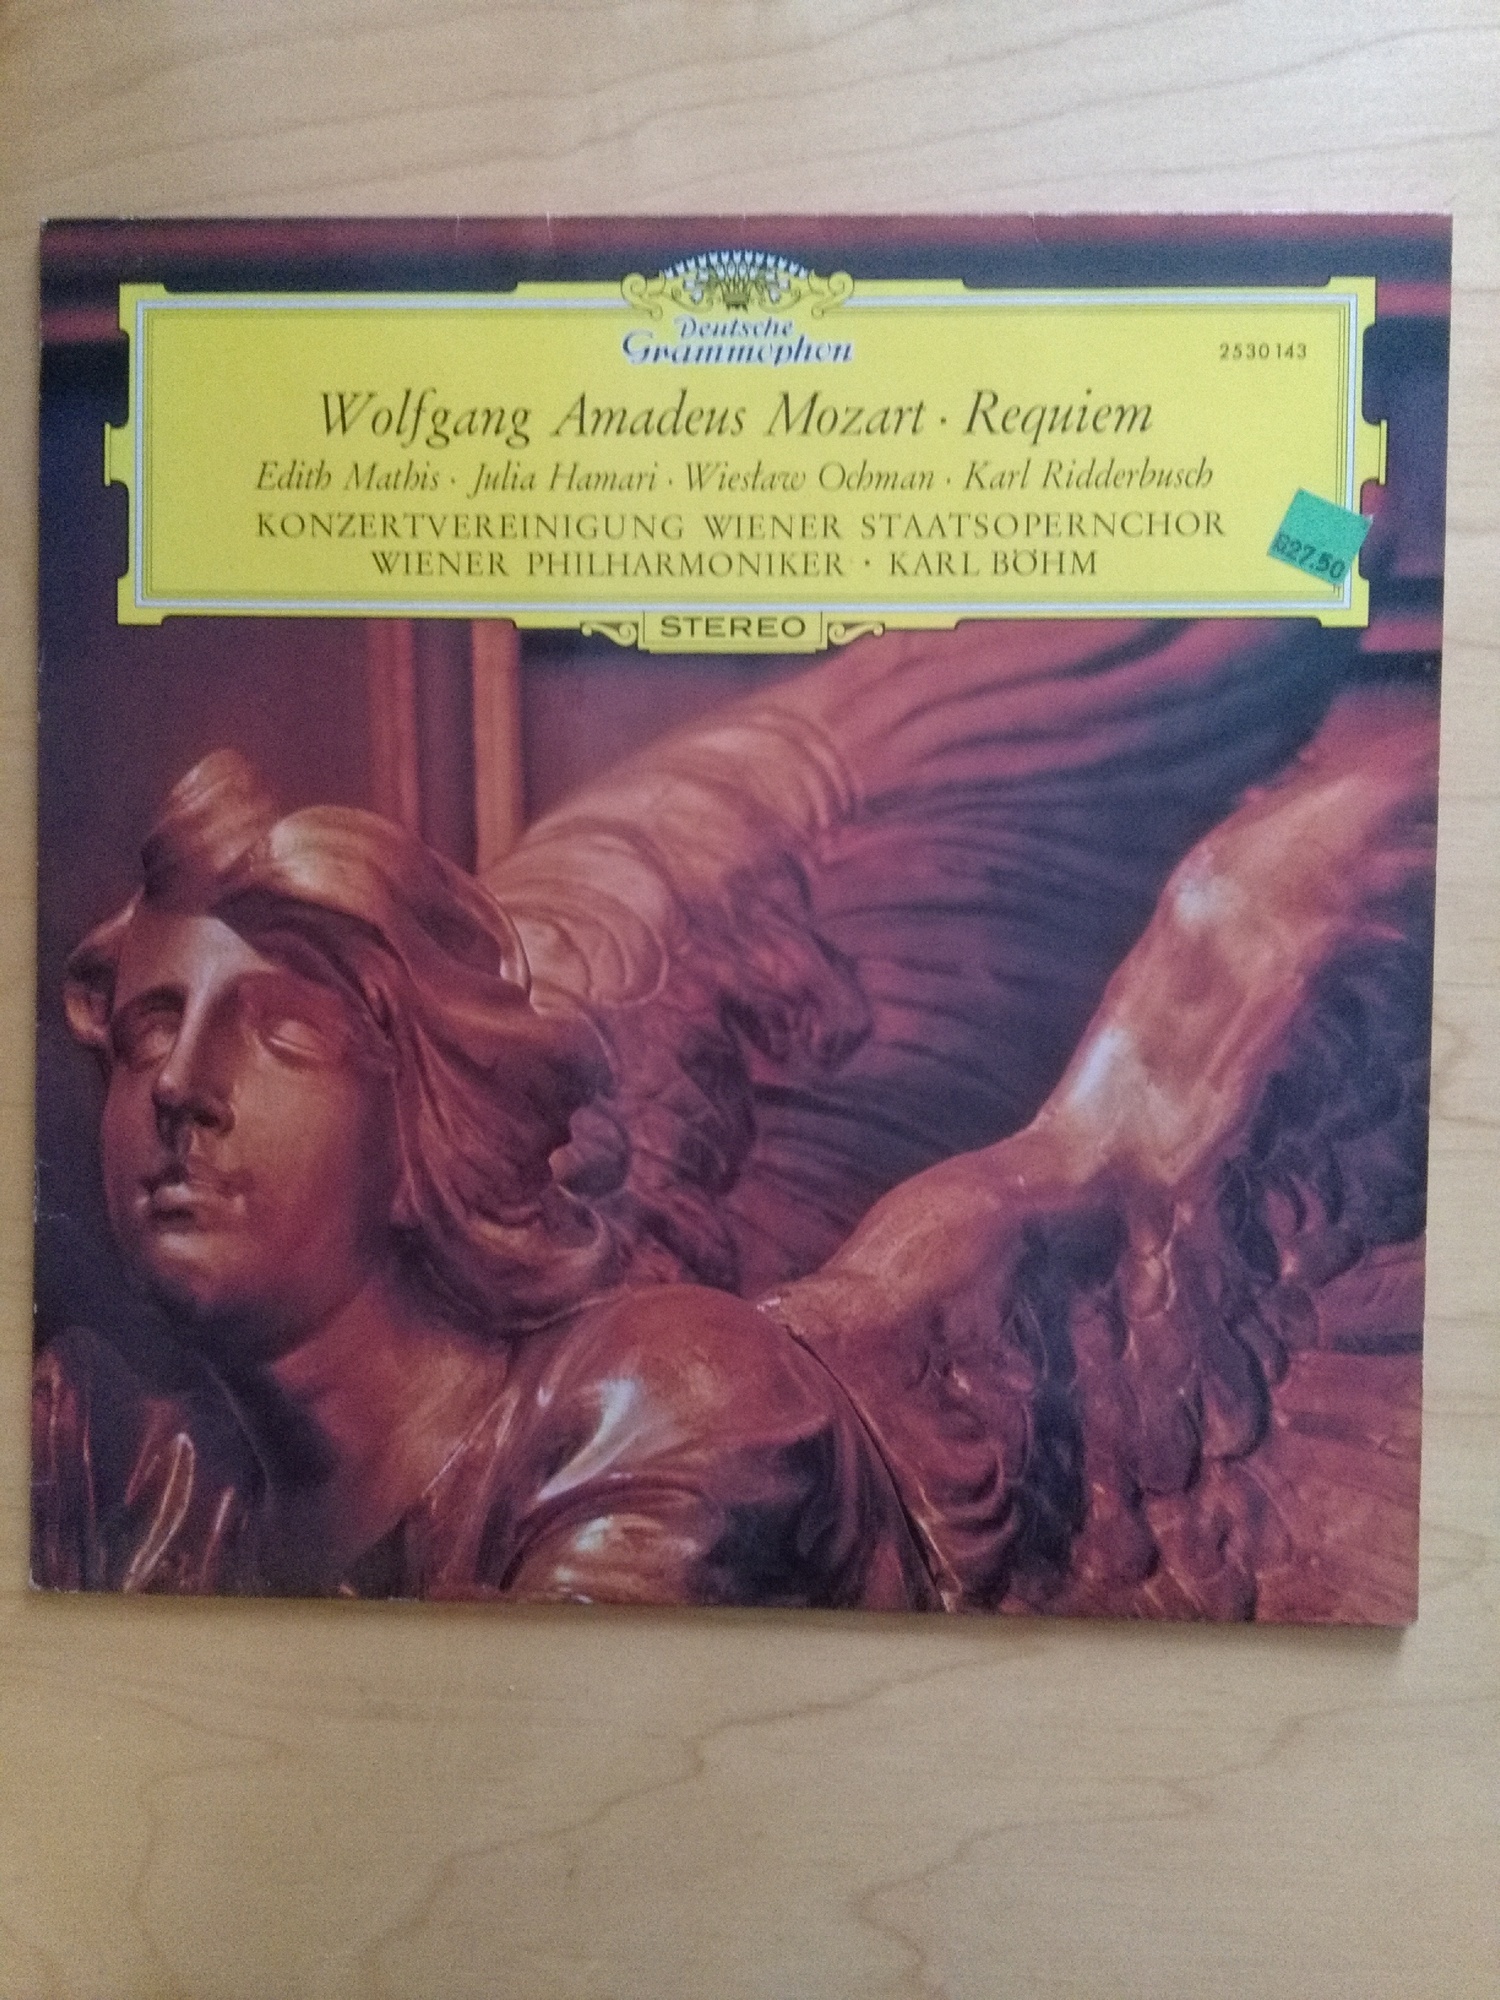 Deutsche
Grammophon
2530 143
Wolfgang Amadeus Mozart · Requiem
Edith Mathis · Julia Hamari · Wiesław Ochman · Karl Ridderbusch
KONZERTVEREINIGUNG WIENER STAATSOPERNCHOR
WIENER PHILHARMONIKER · KARL BÖHM
$27.50
STEREO